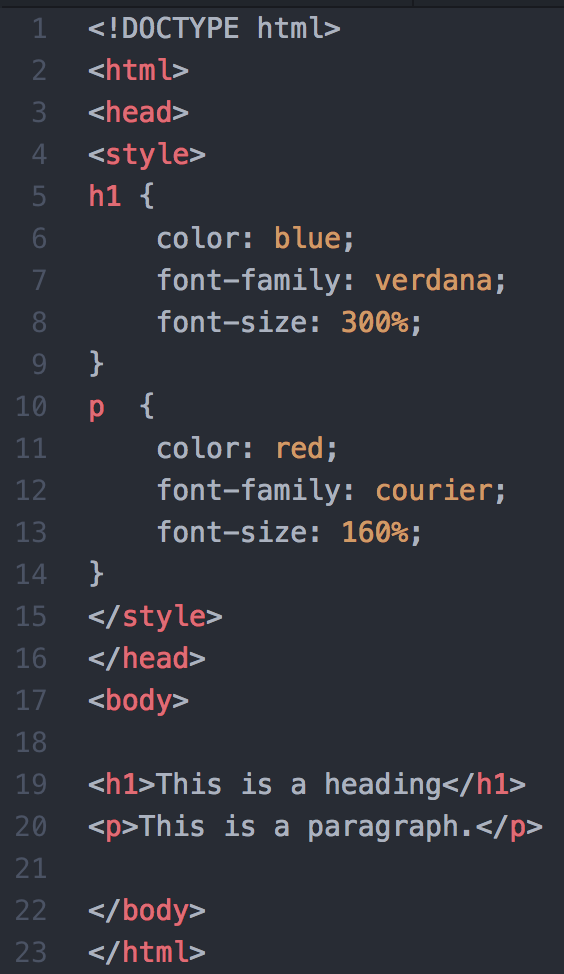 1 <!DOCTYPE html>
2 <html>
3 <head>
4 <style>
5 h1 {
6     color: blue;
7     font-family: verdana;
8     font-size: 300%;
9 }
10 p  {
11     color: red;
12     font-family: courier;
13     font-size: 160%;
14 }
15 </style>
16 </head>
17 <body>
18
19 <h1>This is a heading</h1>
20 <p>This is a paragraph.</p>
21
22 </body>
23 </html>